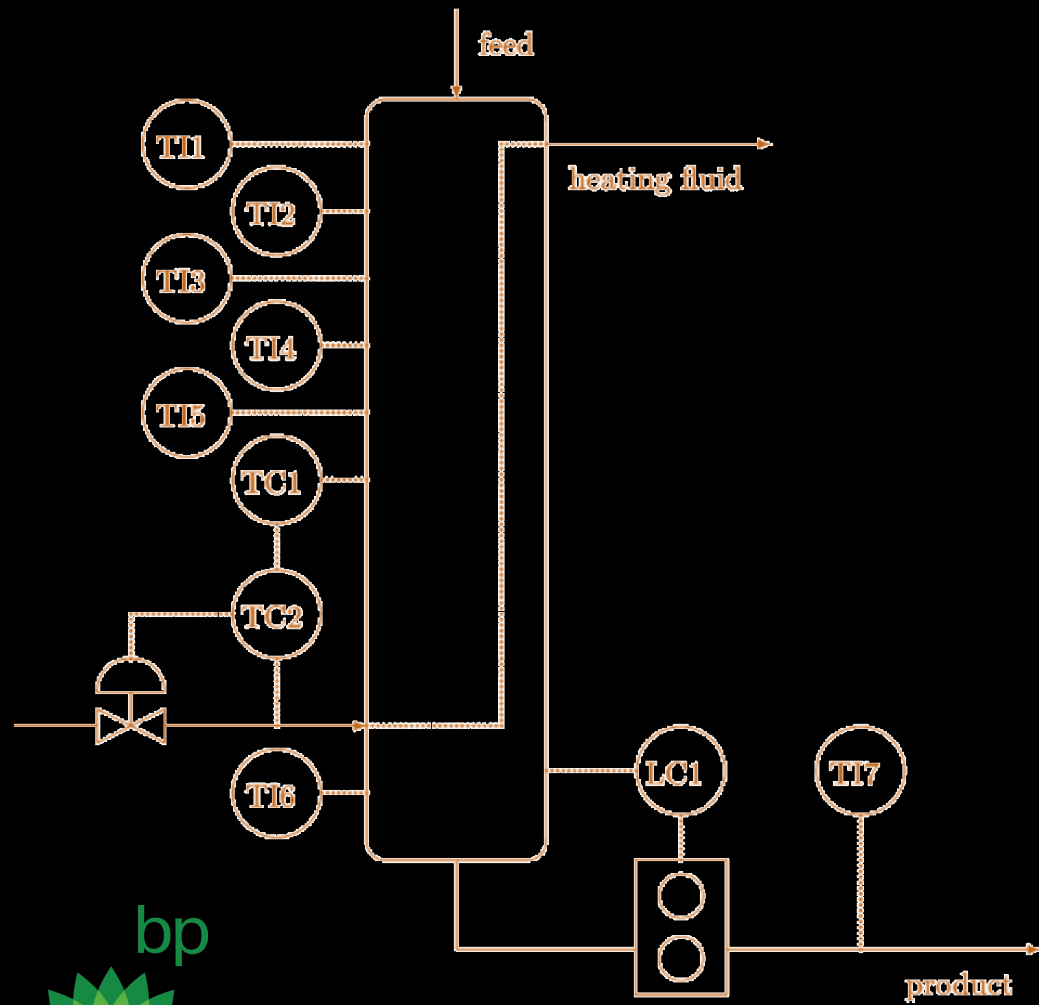 feed
TI1
heating fluid
TI2
TI3
TI4
TI5
TC1
TC2
TI6
LC1
TI7
bp
product